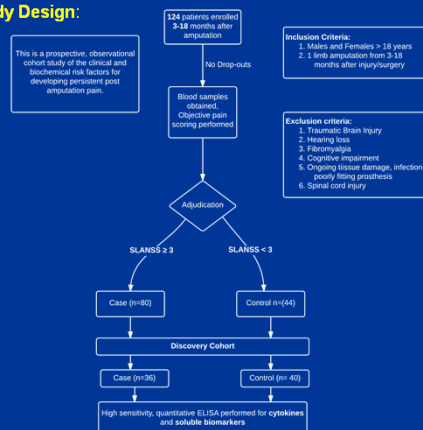 dy Design:
124 patients enrolled
3-18 months after
amputation
This is a prospective, observational
cohort study of the clinical and
biochemical risk factors for
developing persistent post
amputation pain.
Inclusion Criteria:
1. Males and Females > 18 years
2. 1 limb amputation from 3-18
months after injury/surgery
No Drop-outs
Blood samples
obtained,
Objective pain
scoring performed
Exclusion criteria:
1. Traumatic Brain Injury
2. Hearing loss
3. Fibromyalgia
4. Cognitive impairment
5. Ongoing tissue damage, infection
poorly fitting prosthesis
6. Spinal cord injury
Adjudication
SLANSS ≥ 3
SLANSS < 3
Case (n=80)
Control n=(44)
Discovery Cohort
Case (n=36)
Control (n= 40)
High sensitivity, quantitative ELISA performed for cytokines
and soluble biomarkers